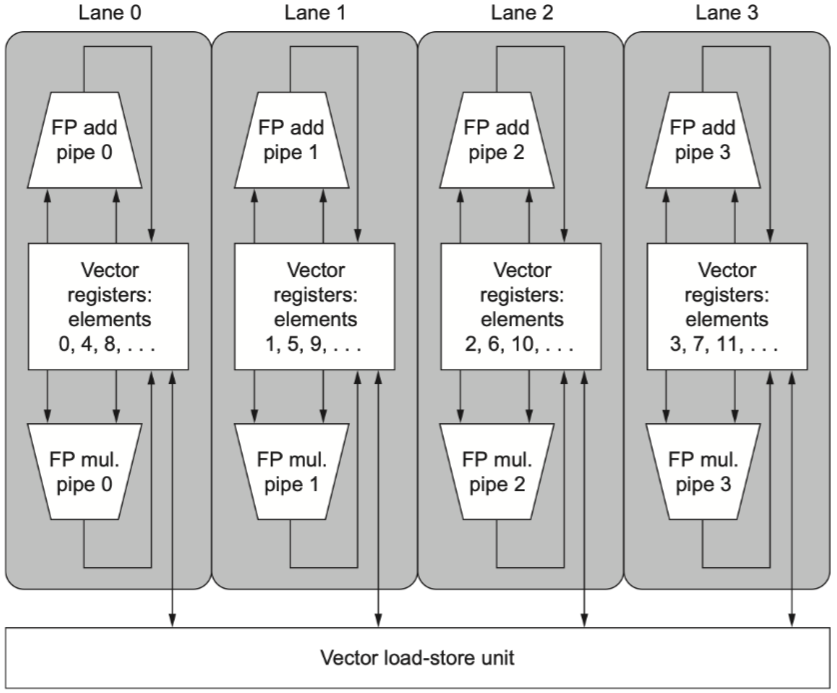 Lane 0
Lane 1
Lane 2
Lane 3
FP add
pipe 0
FP add
pipe 1
FP add
pipe 2
FP add
pipe 3
Vector
registers:
elements
0, 4, 8, . . .
Vector
registers:
elements
1, 5, 9, . . .
Vector
registers:
elements
2, 6, 10, . . .
Vector
registers:
elements
3, 7, 11, . . .
FP mul.
pipe 0
FP mul.
pipe 1
FP mul.
pipe 2
FP mul.
pipe 3
Vector load-store unit